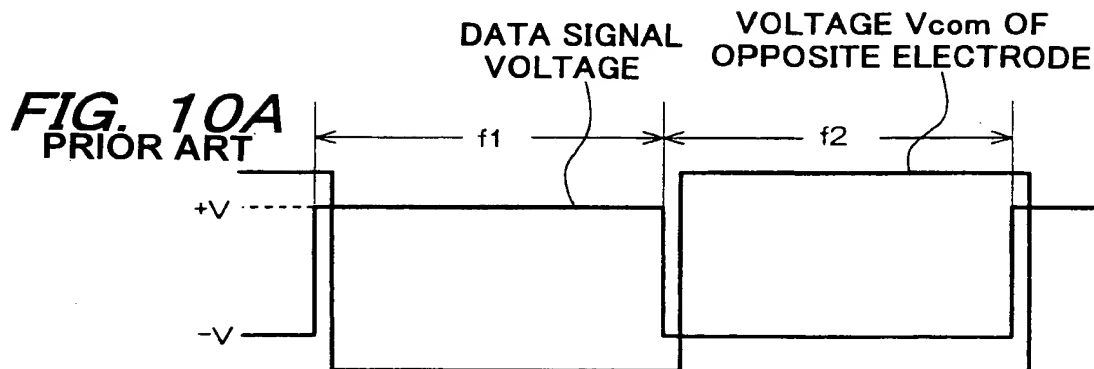 DATA SIGNAL
VOLTAGE
VOLTAGE Vcom OF
OPPOSITE ELECTRODE
FIG. 10A
PRIOR ART
f1
f2
+V
-V